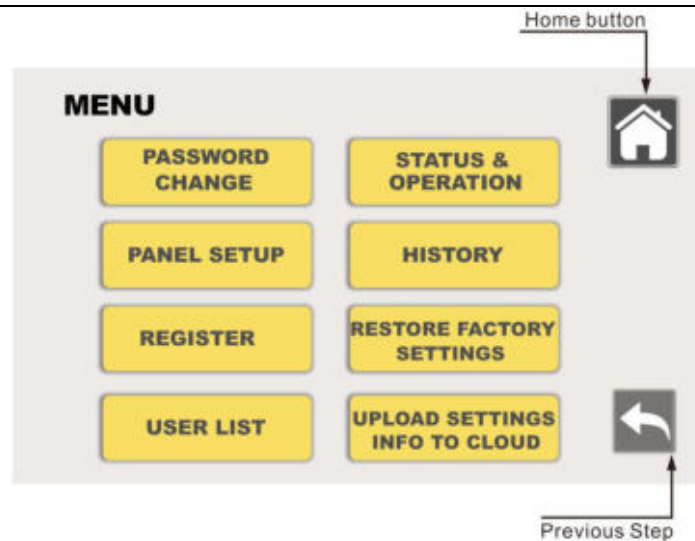 Home button
MENU
PASSWORD
CHANGE
STATUS &
OPERATION
PANEL SETUP
HISTORY
REGISTER
RESTORE FACTORY
SETTINGS
USER LIST
UPLOAD SETTINGS
INFO TO CLOUD
Previous Step